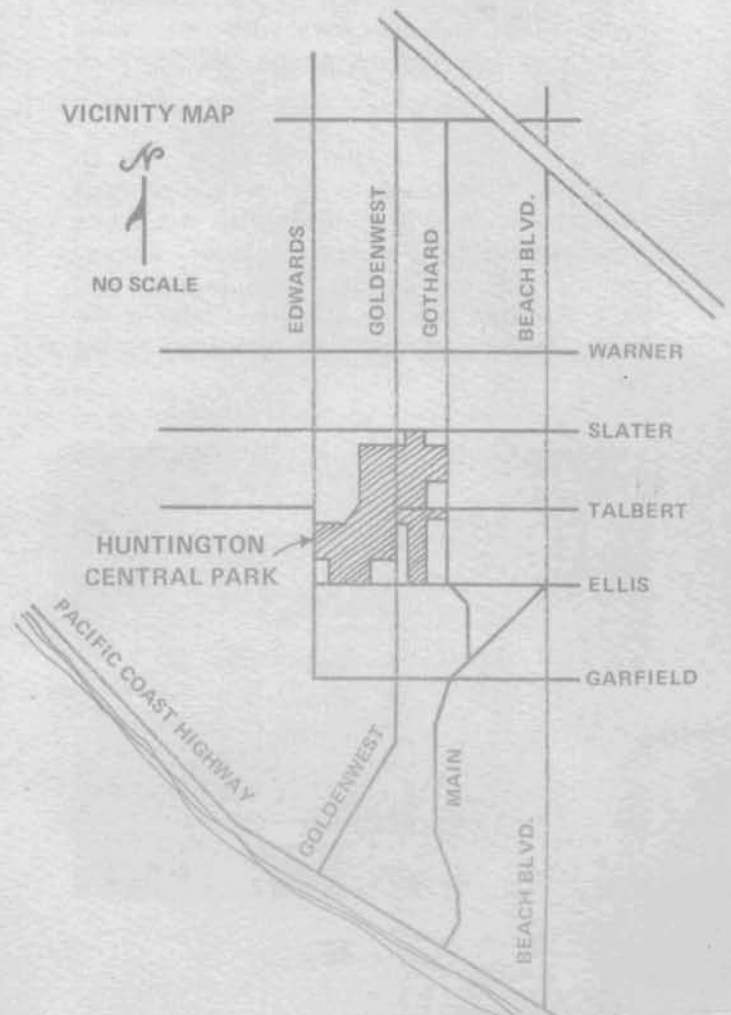 VICINITY MAP
N
NO SCALE
EDWARDS
GOLDENWEST
GOTHARD
BEACH BLVD.
WARNER
SLATER
TALBERT
HUNTINGTON
CENTRAL PARK
ELLIS
PACIFIC COAST HIGHWAY
GARFIELD
GOLDENWEST
MAIN
BEACH BLVD.